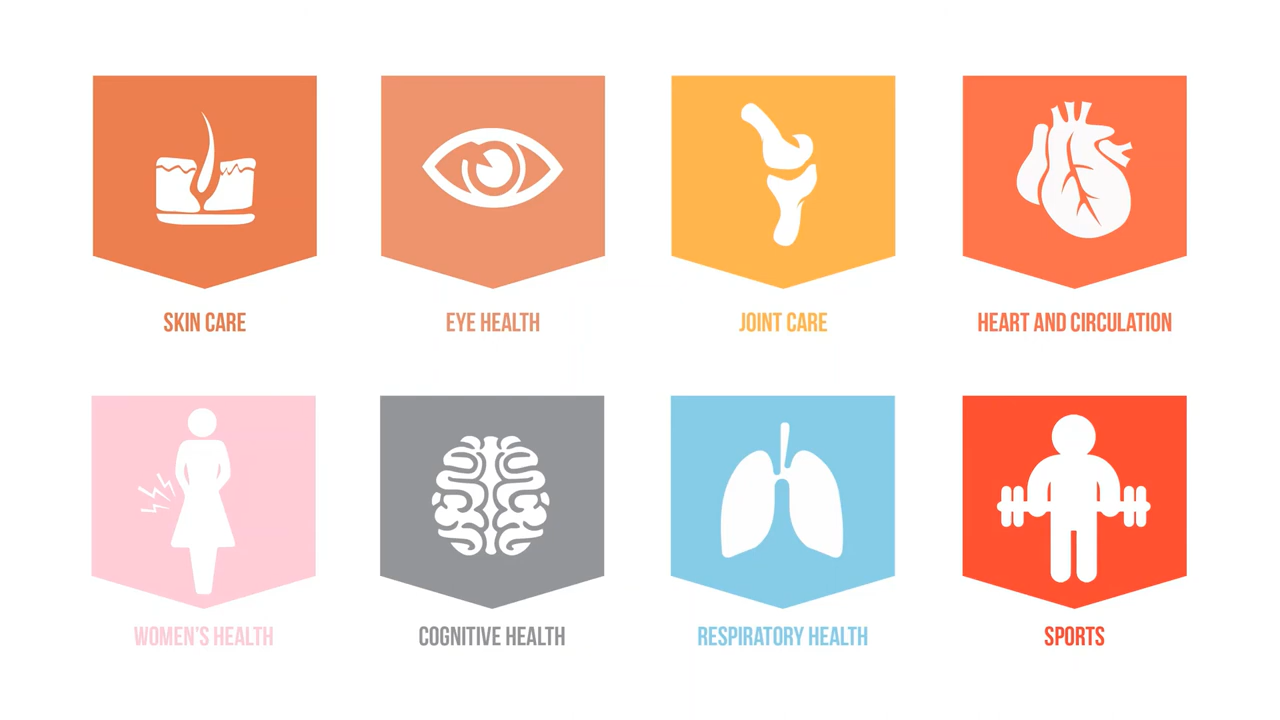 SKIN CARE
EYE HEALTH
JOINT CARE
HEART AND CIRCULATION
WOMEN'S HEALTH
COGNITIVE HEALTH
RESPIRATORY HEALTH
SPORTS